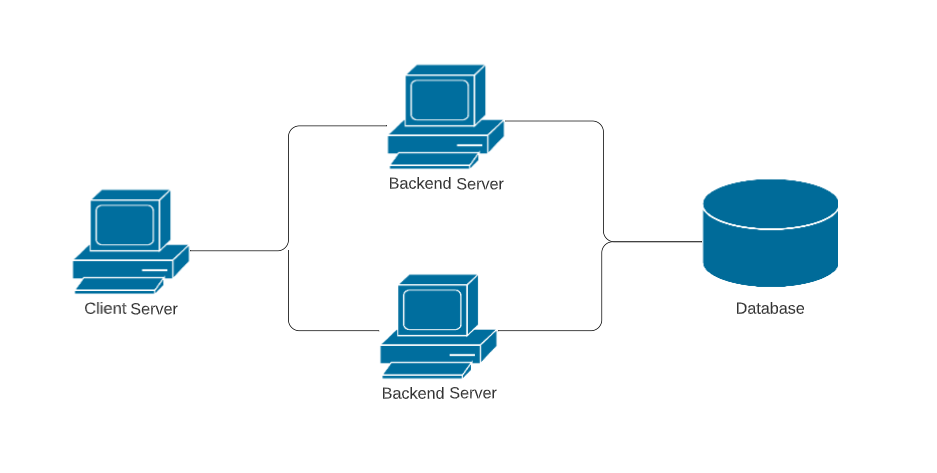 Backend Server
Client Server
Database
Backend Server